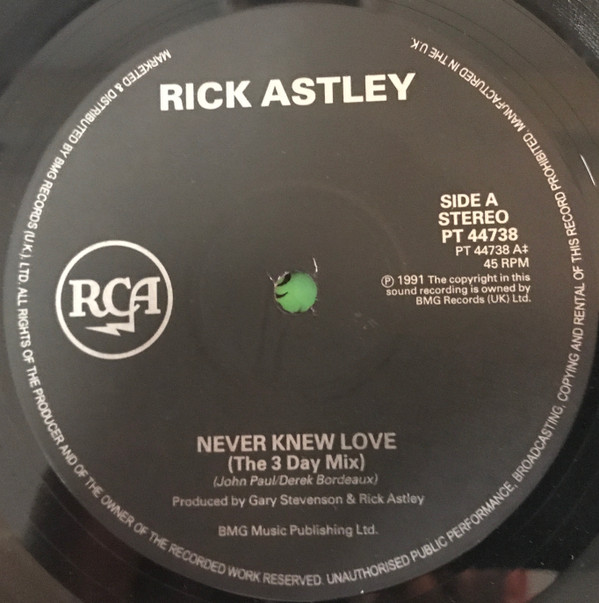 RICK ASTLEY
SIDE A
STEREO
PT 44738
PT 44738 A‡
45 RPM
℗ 1991 The copyright in this
sound recording is owned by
BMG Records (UK) Ltd.
RCA
NEVER KNEW LOVE
(The 3 Day Mix)
(John Paul/Derek Bordeaux)
Produced by Gary Stevenson & Rick Astley
BMG Music Publishing Ltd.
MARKETED & DISTRIBUTED BY BMG RECORDS (U.K.) LTD. ALL RIGHTS OF THE PRODUCER AND OF THE OWNER OF THE RECORDED WORK RESERVED. UNAUTHORISED PUBLIC PERFORMANCE, BROADCASTING, COPYING AND RENTAL OF THIS RECORD PROHIBITED. MANUFACTURED IN THE U.K.